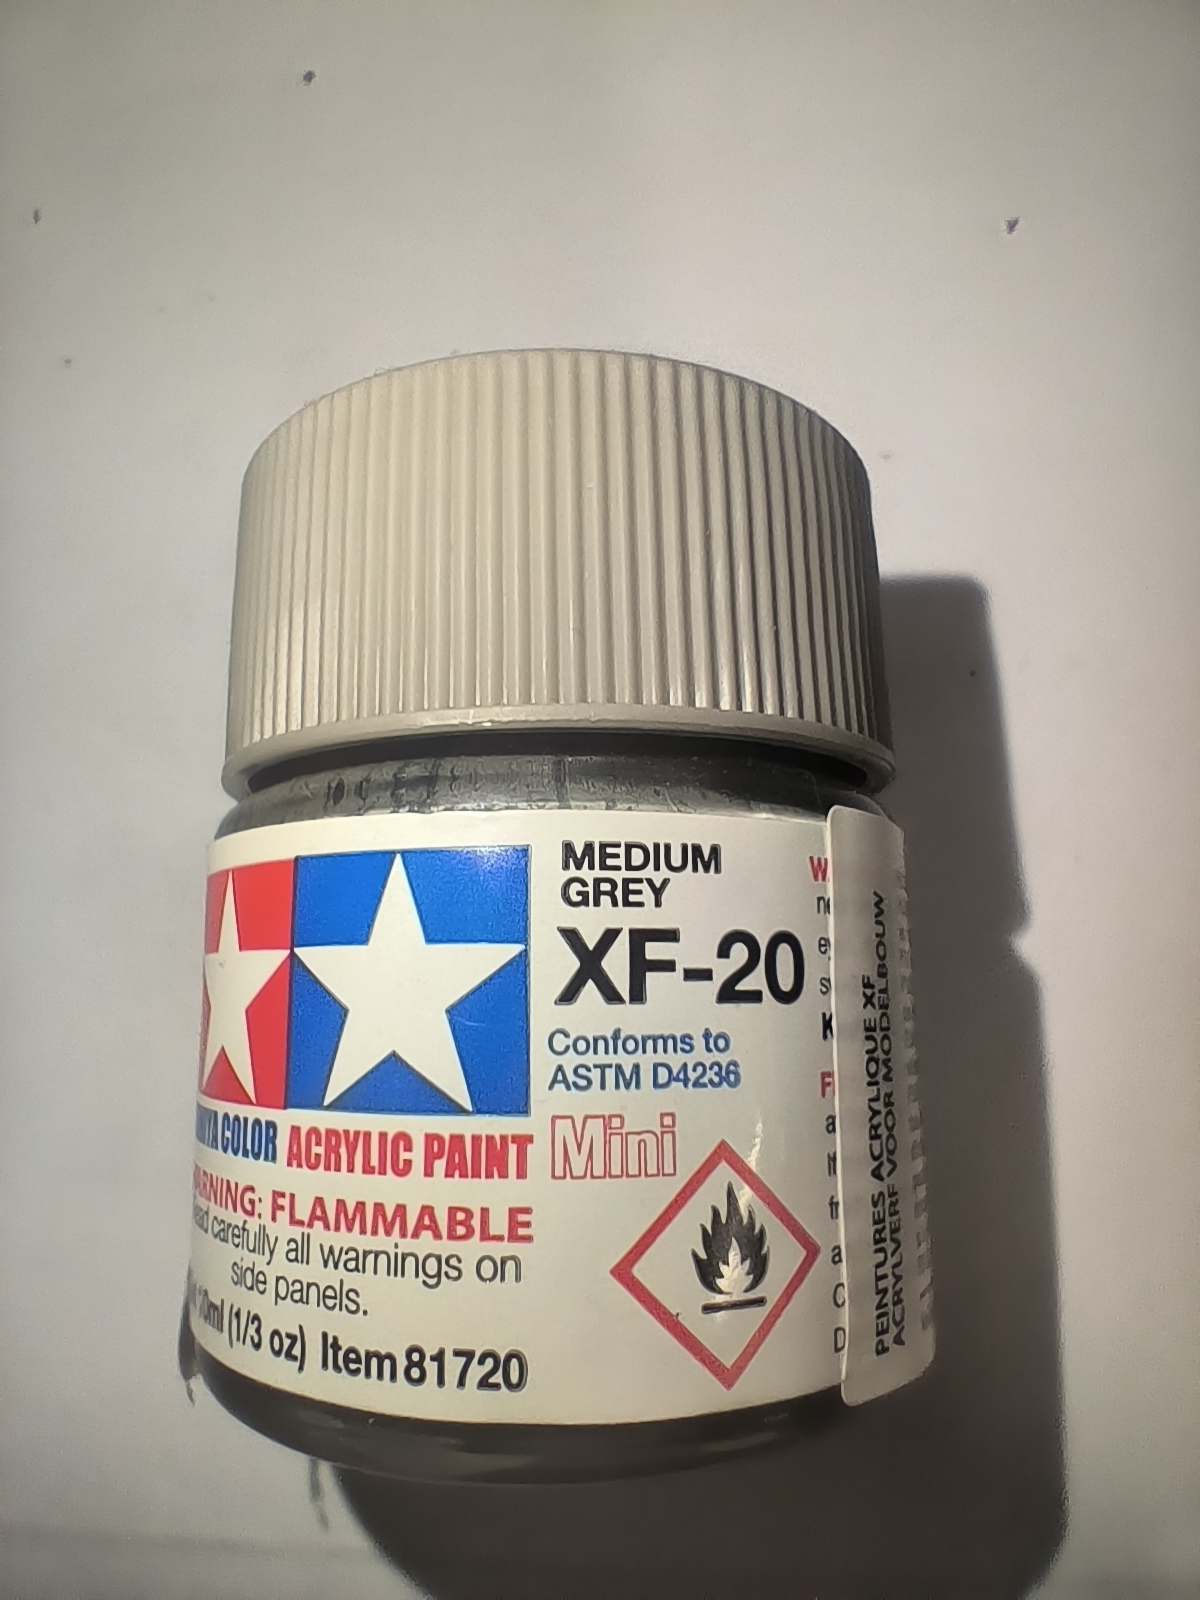 MEDIUM
GREY
XF-20
Conforms to
ASTM D4236
COLOR ACRYLIC PAINT Mini
FLAMMABLE
carefully all warnings on
side panels.
(1/3 oz) Item 81720
PEINTURES ACRYLIQUE XF
ACRYLVERF VOOR MODELBOUW